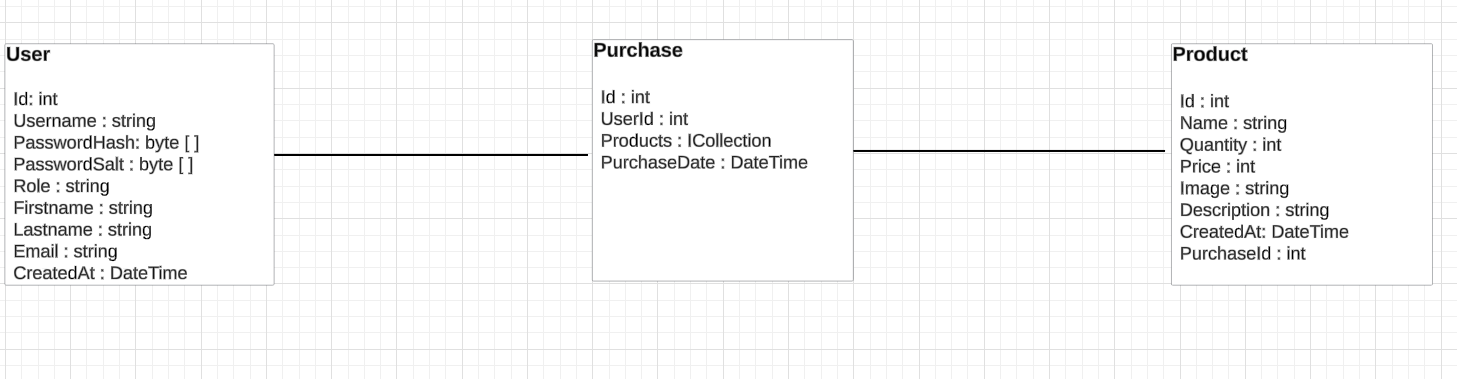 User
Id: int
Username : string
PasswordHash: byte [ ]
PasswordSalt : byte [ ]
Role : string
Firstname : string
Lastname : string
Email : string
CreatedAt : DateTime
Purchase
Id : int
UserId : int
Products : ICollection
PurchaseDate : DateTime
Product
Id : int
Name : string
Quantity : int
Price : int
Image : string
Description : string
CreatedAt: DateTime
PurchaseId : int